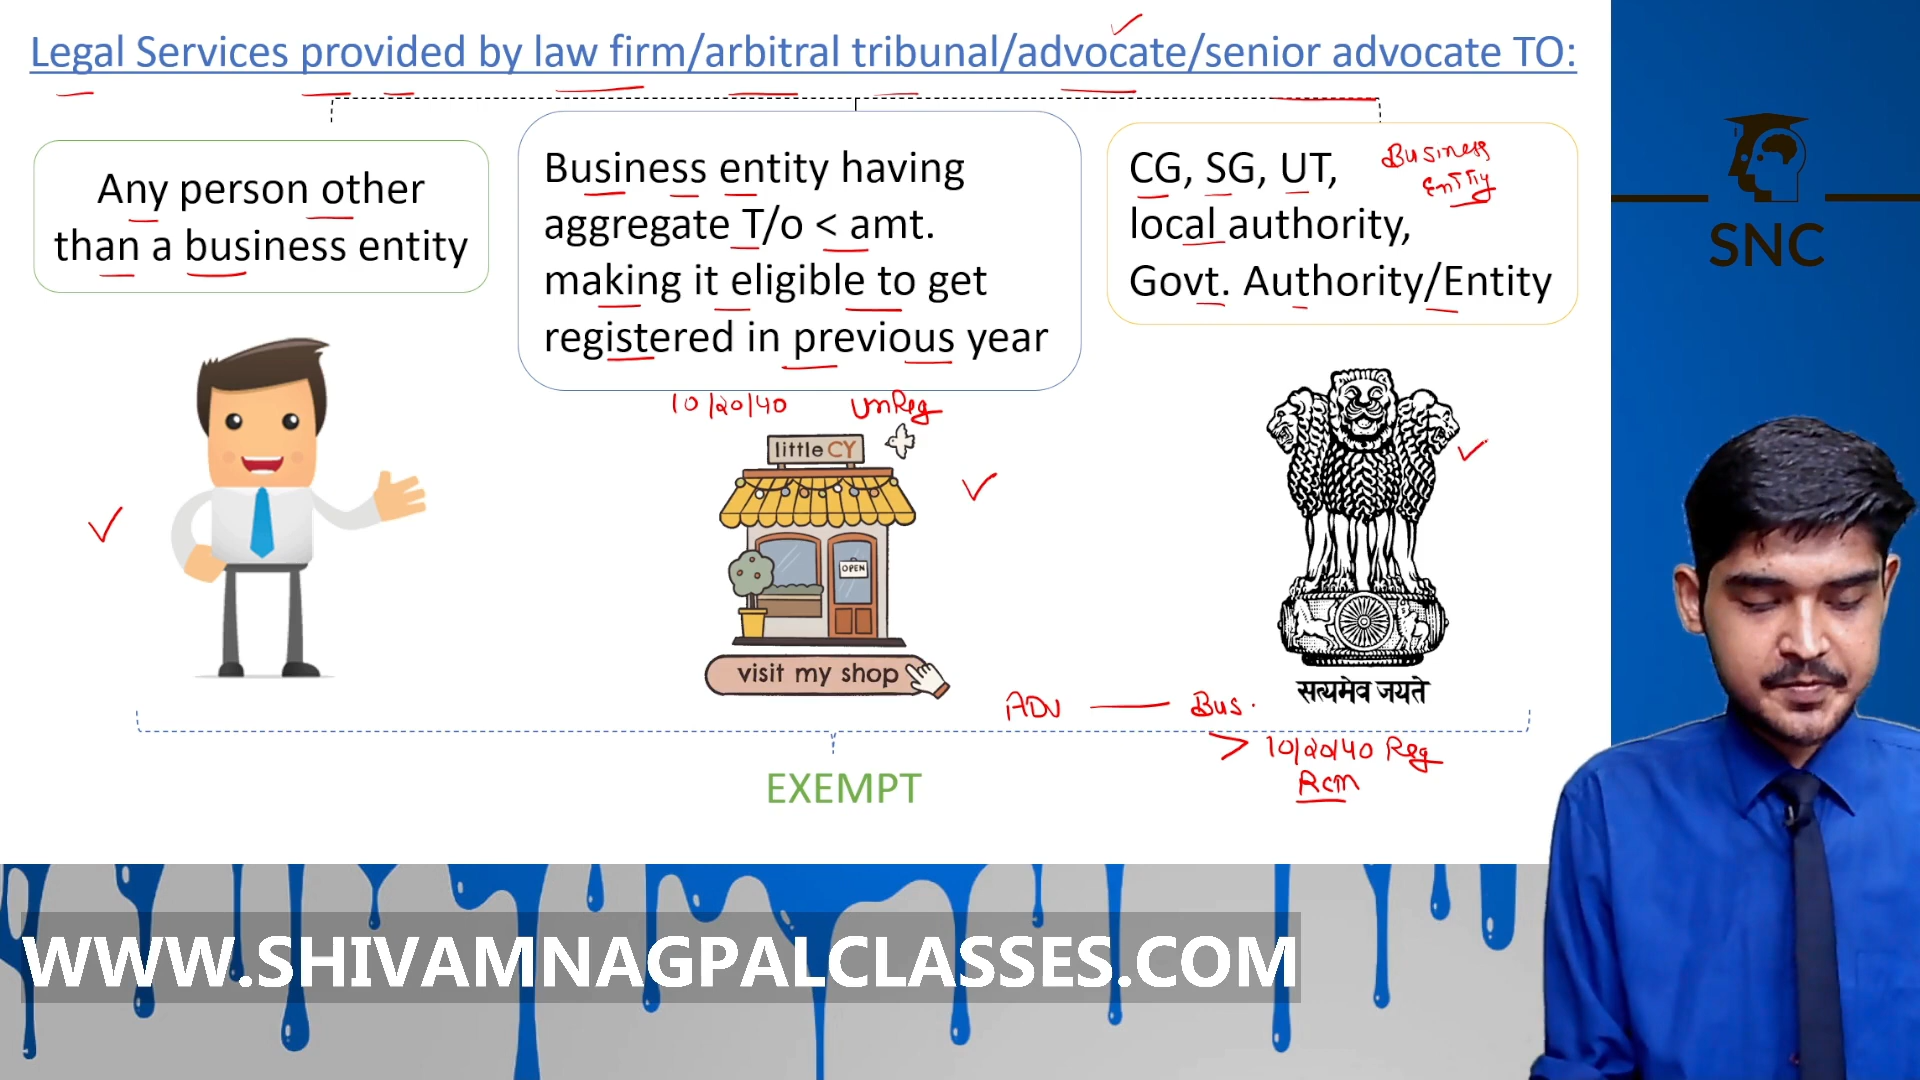 Legal Services provided by law firm/arbitral tribunal/advocate/senior advocate TO:
Any person other
than a business entity
Business entity having
aggregate T/o < amt.
making it eligible to get
registered in previous year
CG, SG, UT,
local authority,
Govt. Authority/Entity
Business
Entity
10/20/40 UnReg
little CY
OPEN
visit my shop
सत्यमेव जयते
ADV — Bus.
> 10/20/40 Reg
RCM
EXEMPT
SNC
WWW.SHIVAMNAGPALCLASSES.COM